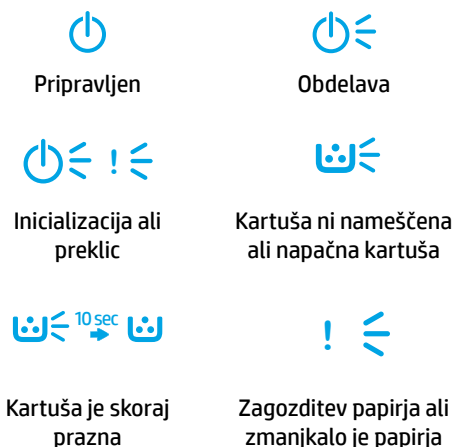 Pripravljen
Obdelava
!
Inicializacija ali
preklic
Kartuša ni nameščena
ali napačna kartuša
10 sec
!
Kartuša je skoraj
prazna
Zagozditev papirja ali
zmanjkalo je papirja